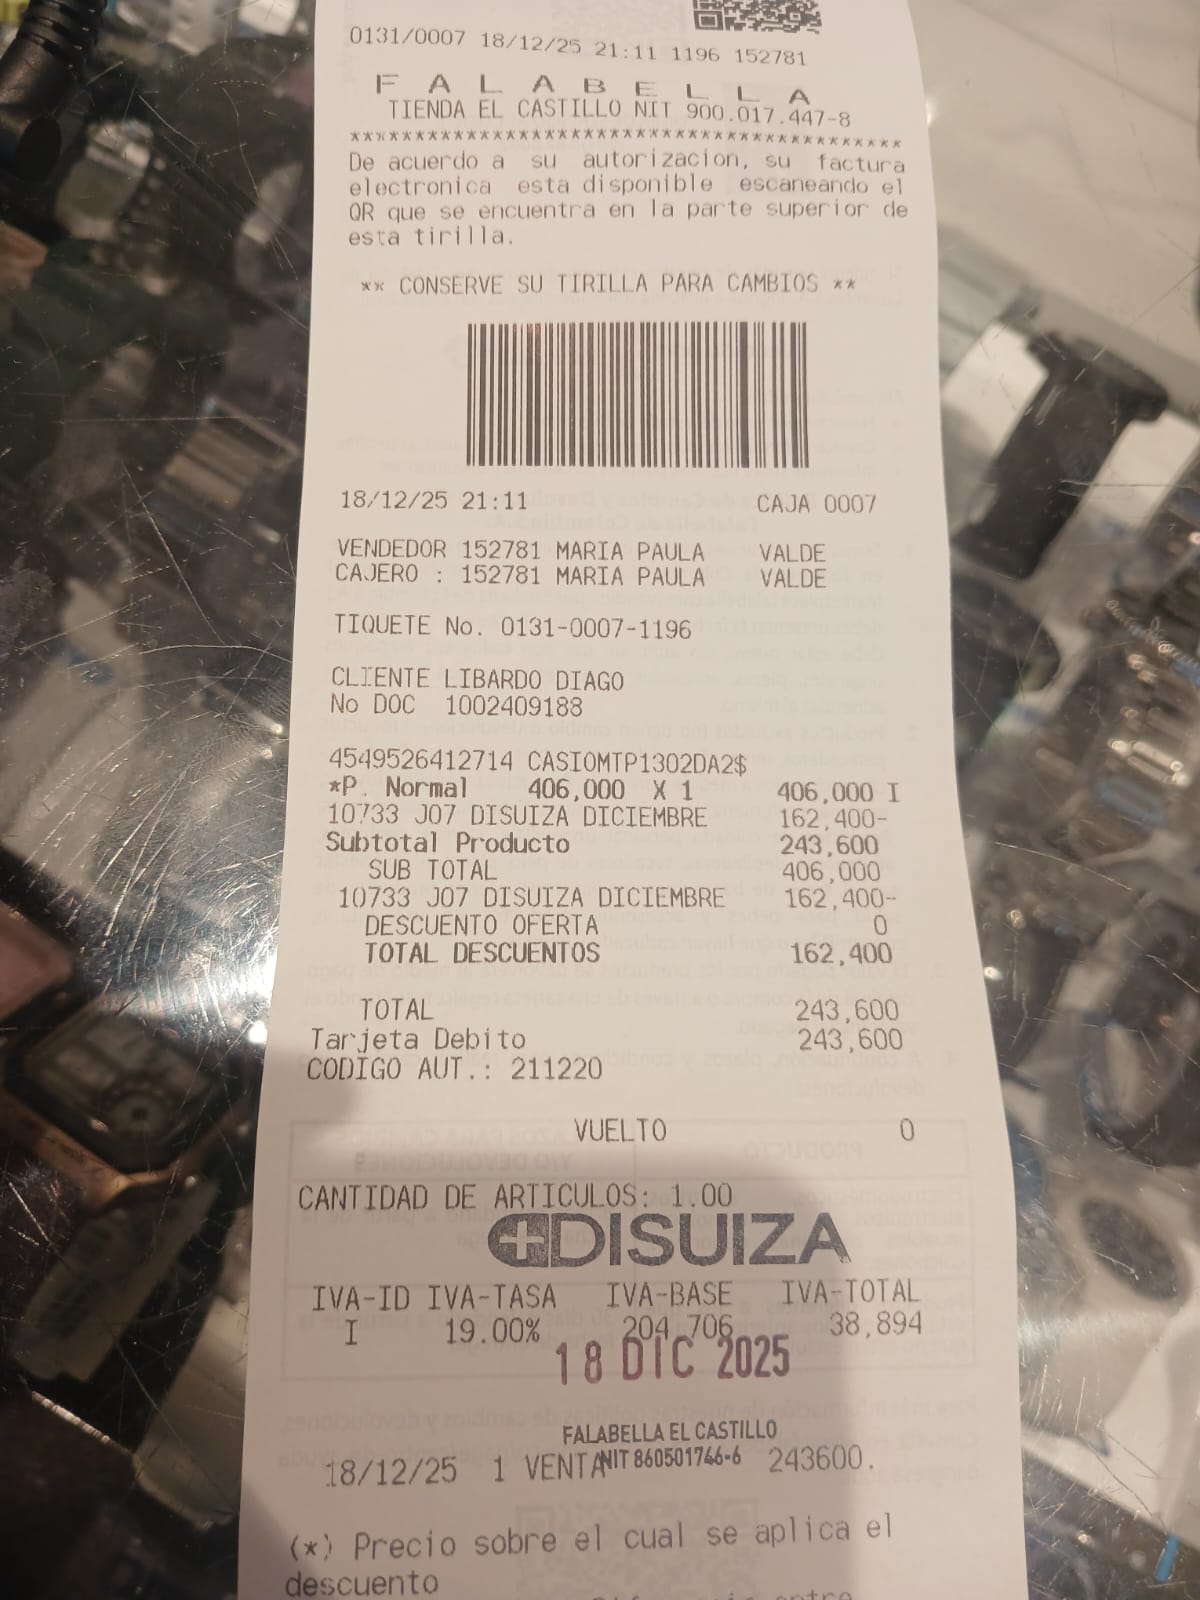 0131/0007 18/12/25 21:11 1196 152781
FALABELLA
TIENDA EL CASTILLO NIT 900.017.447-8
******************************************
De acuerdo a su autorizacion, su factura
electronica esta disponible escaneando el
QR que se encuentra en la parte superior de
esta tirilla.
** CONSERVE SU TIRILLA PARA CAMBIOS **
18/12/25 21:11 CAJA 0007
VENDEDOR 152781 MARIA PAULA VALDE
CAJERO : 152781 MARIA PAULA VALDE
TIQUETE No. 0131-0007-1196
CLIENTE LIBARDO DIAGO
No DOC 1002409188
4549526412714 CASIOMTP1302DA2$
*P. Normal 406,000 X 1 406,000 I
10733 J07 DISUIZA DICIEMBRE 162,400-
Subtotal Producto 243,600
SUB TOTAL 406,000
10733 J07 DISUIZA DICIEMBRE 162,400-
DESCUENTO OFERTA 0
TOTAL DESCUENTOS 162,400
TOTAL 243,600
Tarjeta Debito 243,600
CODIGO AUT.: 211220
VUELTO 0
CANTIDAD DE ARTICULOS: 1.00
DISUIZA
IVA-ID IVA-TASA IVA-BASE IVA-TOTAL
I 19.00% 204,706 38,894
18 DIC 2025
FALABELLA EL CASTILLO
NIT 860501746-6
18/12/25 1 VENTA 243600.
(*) Precio sobre el cual se aplica el
descuento
entre